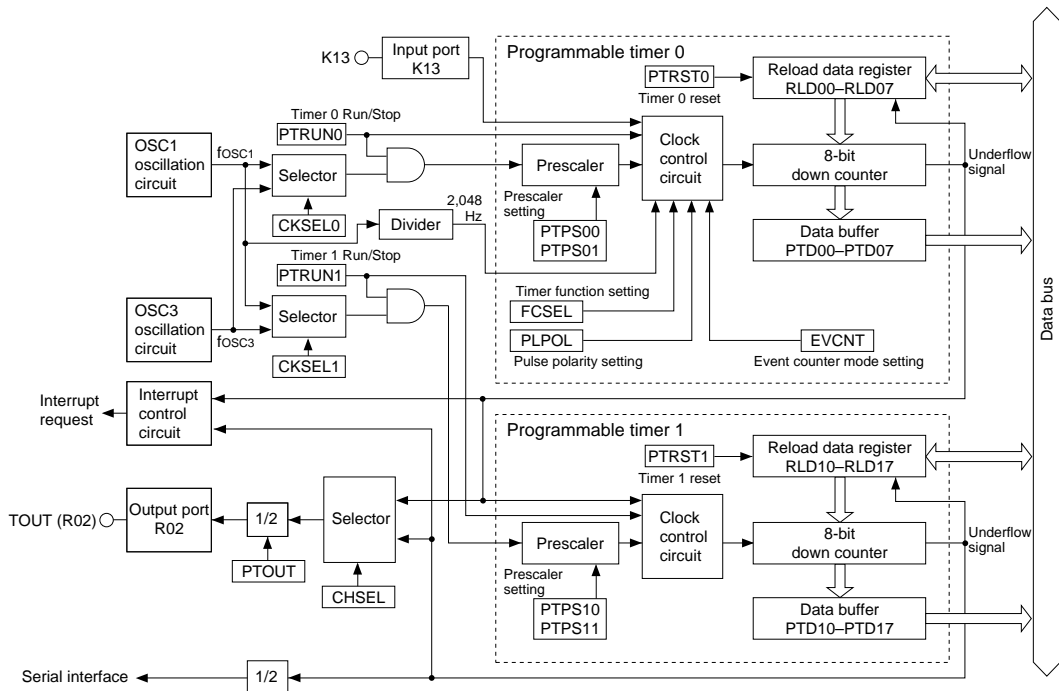 K13
Input port
K13
Programmable timer 0
PTRST0
Timer 0 reset
Reload data register
RLD00–RLD07
Timer 0 Run/Stop
PTRUN0
OSC1
oscillation
circuit
fOSC1
Selector
CKSEL0
Prescaler
Prescaler
setting
PTPS00
PTPS01
Clock
control
circuit
8-bit
down counter
Underflow
signal
Divider
2,048
Hz
Data buffer
PTD00–PTD07
Timer 1 Run/Stop
PTRUN1
OSC3
oscillation
circuit
fOSC3
Selector
CKSEL1
Timer function setting
FCSEL
PLPOL
Pulse polarity setting
EVCNT
Event counter mode setting
Data bus
Interrupt
request
Interrupt
control
circuit
Programmable timer 1
PTRST1
Timer 1 reset
Reload data register
RLD10–RLD17
TOUT (R02)
Output port
R02
1/2
PTOUT
Selector
CHSEL
Prescaler
Prescaler
setting
PTPS10
PTPS11
Clock
control
circuit
8-bit
down counter
Underflow
signal
Data buffer
PTD10–PTD17
Serial interface
1/2